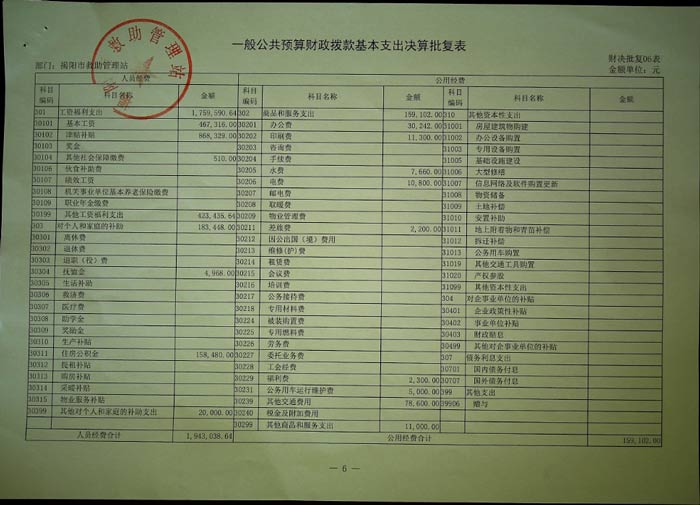 一般公共预算财政拨款基本支出决算批复表
财决批复06表
部门：揭阳市救助管理站
金额单位：元
救助管理站
人员经费 公用经费
科目编码 科目名称 金额 科目编码 科目名称 金额 科目编码 科目名称 金额
301 工资福利支出 1,759,590.64 302 商品和服务支出 159,102.00 310 其他资本性支出
30101 基本工资 467,316.00 30201 办公费 30,242.00 31001 房屋建筑物购建
30102 津贴补贴 868,329.00 30202 印刷费 11,300.00 31002 办公设备购置
30103 奖金 30203 咨询费 31003 专用设备购置
30104 其他社会保障缴费 510.00 30204 手续费 31005 基础设施建设
30106 伙食补助费 30205 水费 7,660.00 31006 大型修缮
30107 绩效工资 30206 电费 10,800.00 31007 信息网络及软件购置更新
30108 机关事业单位基本养老保险缴费 30207 邮电费 31008 物资储备
30109 职业年金缴费 30208 取暖费 31009 土地补偿
30199 其他工资福利支出 423,435.64 30209 物业管理费 31010 安置补助
303 对个人和家庭的补助 183,448.00 30211 差旅费 2,200.00 31011 地上附着物和青苗补偿
30301 离休费 30212 因公出国（境）费用 31012 拆迁补偿
30302 退休费 30213 维修(护)费 31013 公务用车购置
30303 退职（役）费 30214 租赁费 31019 其他交通工具购置
30304 抚恤金 4,968.00 30215 会议费 31020 产权参股
30305 生活补助 30216 培训费 31099 其他资本性支出
30306 救济费 30217 公务接待费 304 对企事业单位的补贴
30307 医疗费 30218 专用材料费 30401 企业政策性补贴
30308 助学金 30224 被装购置费 30402 事业单位补贴
30309 奖励金 30225 专用燃料费 30403 财政贴息
30310 生产补贴 30226 劳务费 30499 其他对企事业单位的补贴
30311 住房公积金 158,480.00 30227 委托业务费 307 债务利息支出
30312 提租补贴 30228 工会经费 30701 国内债务付息
30313 购房补贴 30229 福利费 2,300.00 30707 国外债务付息
30314 采暖补贴 30231 公务用车运行维护费 5,000.00 399 其他支出
30315 物业服务补贴 30239 其他交通费用 78,600.00 39906 赠与
30399 其他对个人和家庭的补助支出 20,000.00 30240 税金及附加费用
30299 其他商品和服务支出 11,000.00
人员经费合计 1,943,038.64 公用经费合计 159,102.00
— 6 —